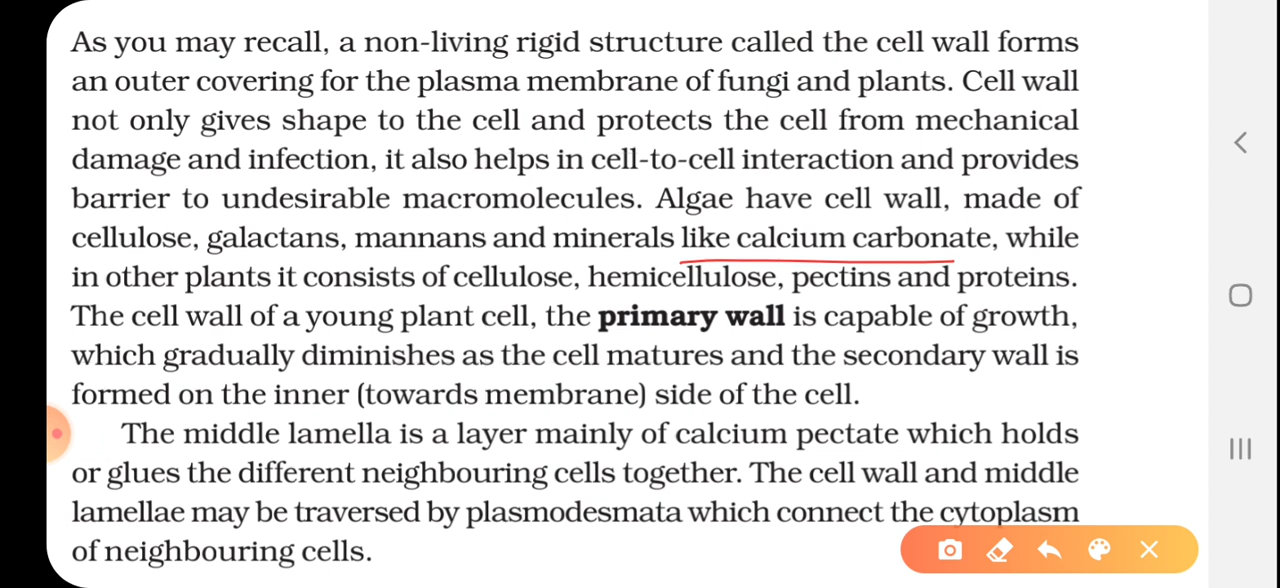 As you may recall, a non-living rigid structure called the cell wall forms
an outer covering for the plasma membrane of fungi and plants. Cell wall
not only gives shape to the cell and protects the cell from mechanical
damage and infection, it also helps in cell-to-cell interaction and provides
barrier to undesirable macromolecules. Algae have cell wall, made of
cellulose, galactans, mannans and minerals like calcium carbonate, while
in other plants it consists of cellulose, hemicellulose, pectins and proteins.
The cell wall of a young plant cell, the primary wall is capable of growth,
which gradually diminishes as the cell matures and the secondary wall is
formed on the inner (towards membrane) side of the cell.
The middle lamella is a layer mainly of calcium pectate which holds
or glues the different neighbouring cells together. The cell wall and middle
lamellae may be traversed by plasmodesmata which connect the cytoplasm
of neighbouring cells.